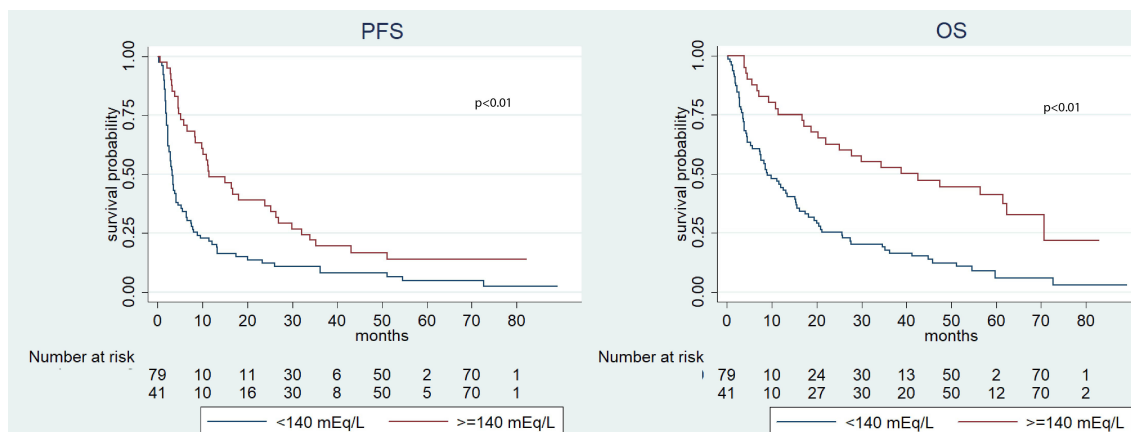 PFS
OS
1.00
0.75
0.50
0.25
0.00
survival probability
p<0.01
0 10 20 30 40 50 60 70 80
months
Number at risk
79 10 11 30 6 50 2 70 1
41 10 16 30 8 50 5 70 1
<140 mEq/L >=140 mEq/L
1.00
0.75
0.50
0.25
0.00
survival probability
p<0.01
0 10 20 30 40 50 60 70 80
months
Number at risk
79 10 24 30 13 50 2 70 1
41 10 27 30 20 50 12 70 2
<140 mEq/L >=140 mEq/L